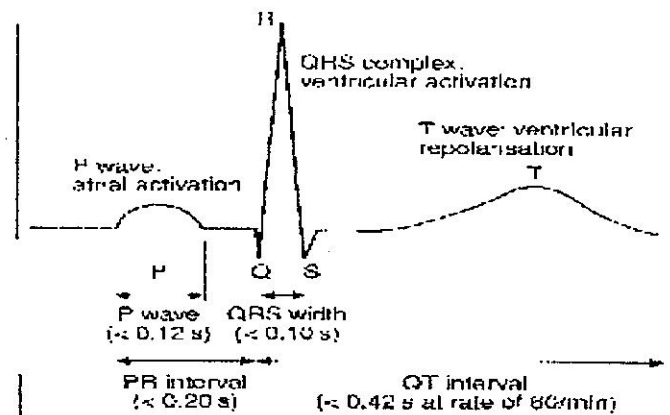 R
QRS complex:
ventricular activation
T wave: ventricular
repolarisation
T
P wave:
atrial activation
P
Q
S
P wave
(< 0.12 s)
QRS width
(< 0.10 s)
PR interval
(< 0.20 s)
QT interval
(< 0.42 s at rate of 60/min)